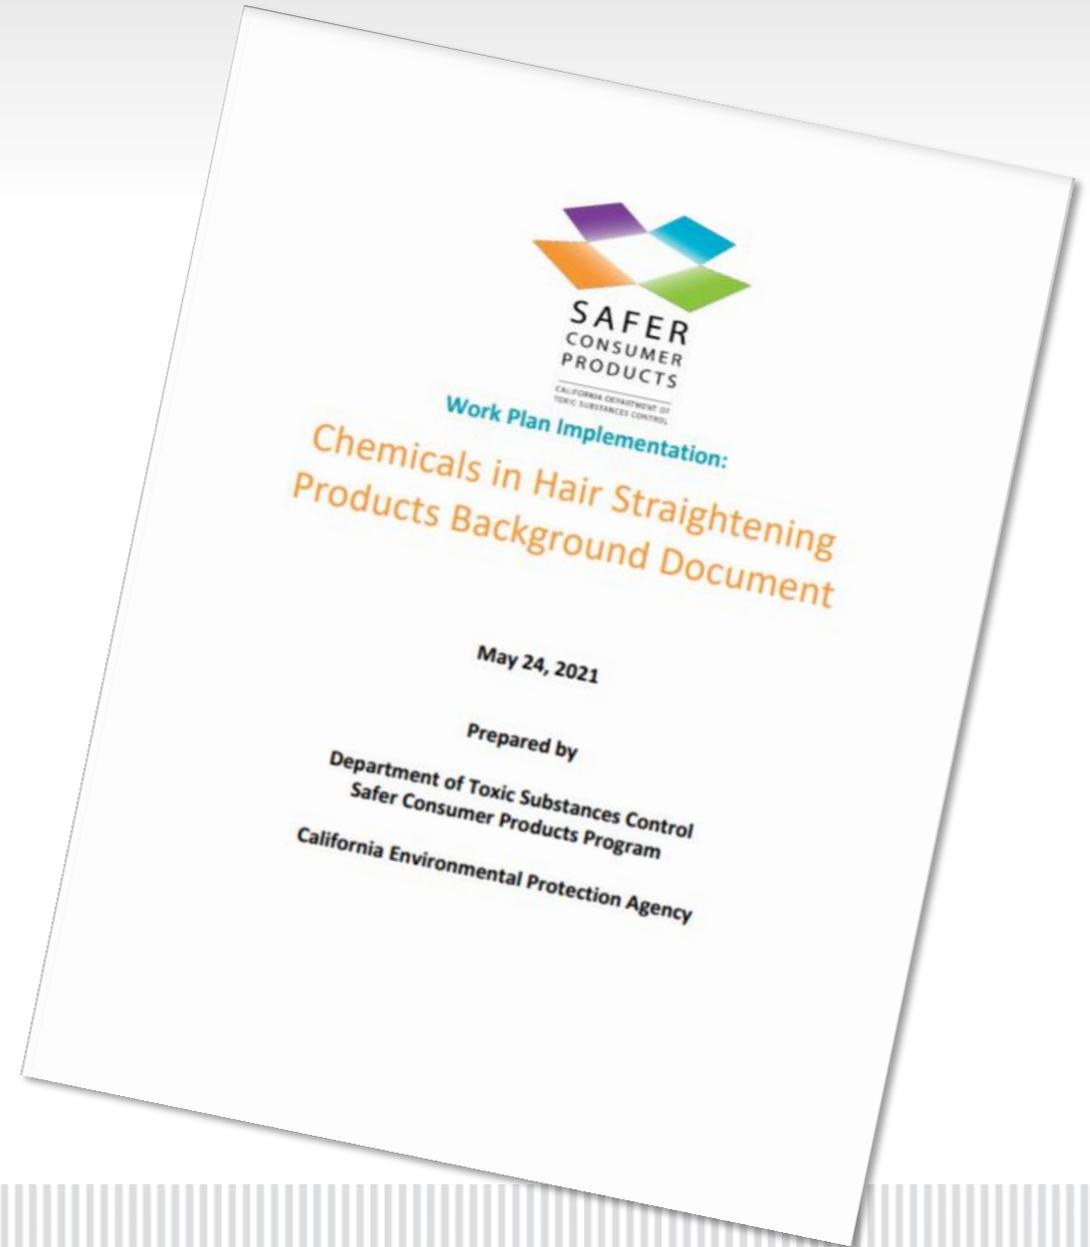 SAFER
CONSUMER
PRODUCTS
CALIFORNIA DEPARTMENT OF
TOXIC SUBSTANCES CONTROL
Work Plan Implementation:
Chemicals in Hair Straightening
Products Background Document
May 24, 2021
Prepared by
Department of Toxic Substances Control
Safer Consumer Products Program
California Environmental Protection Agency